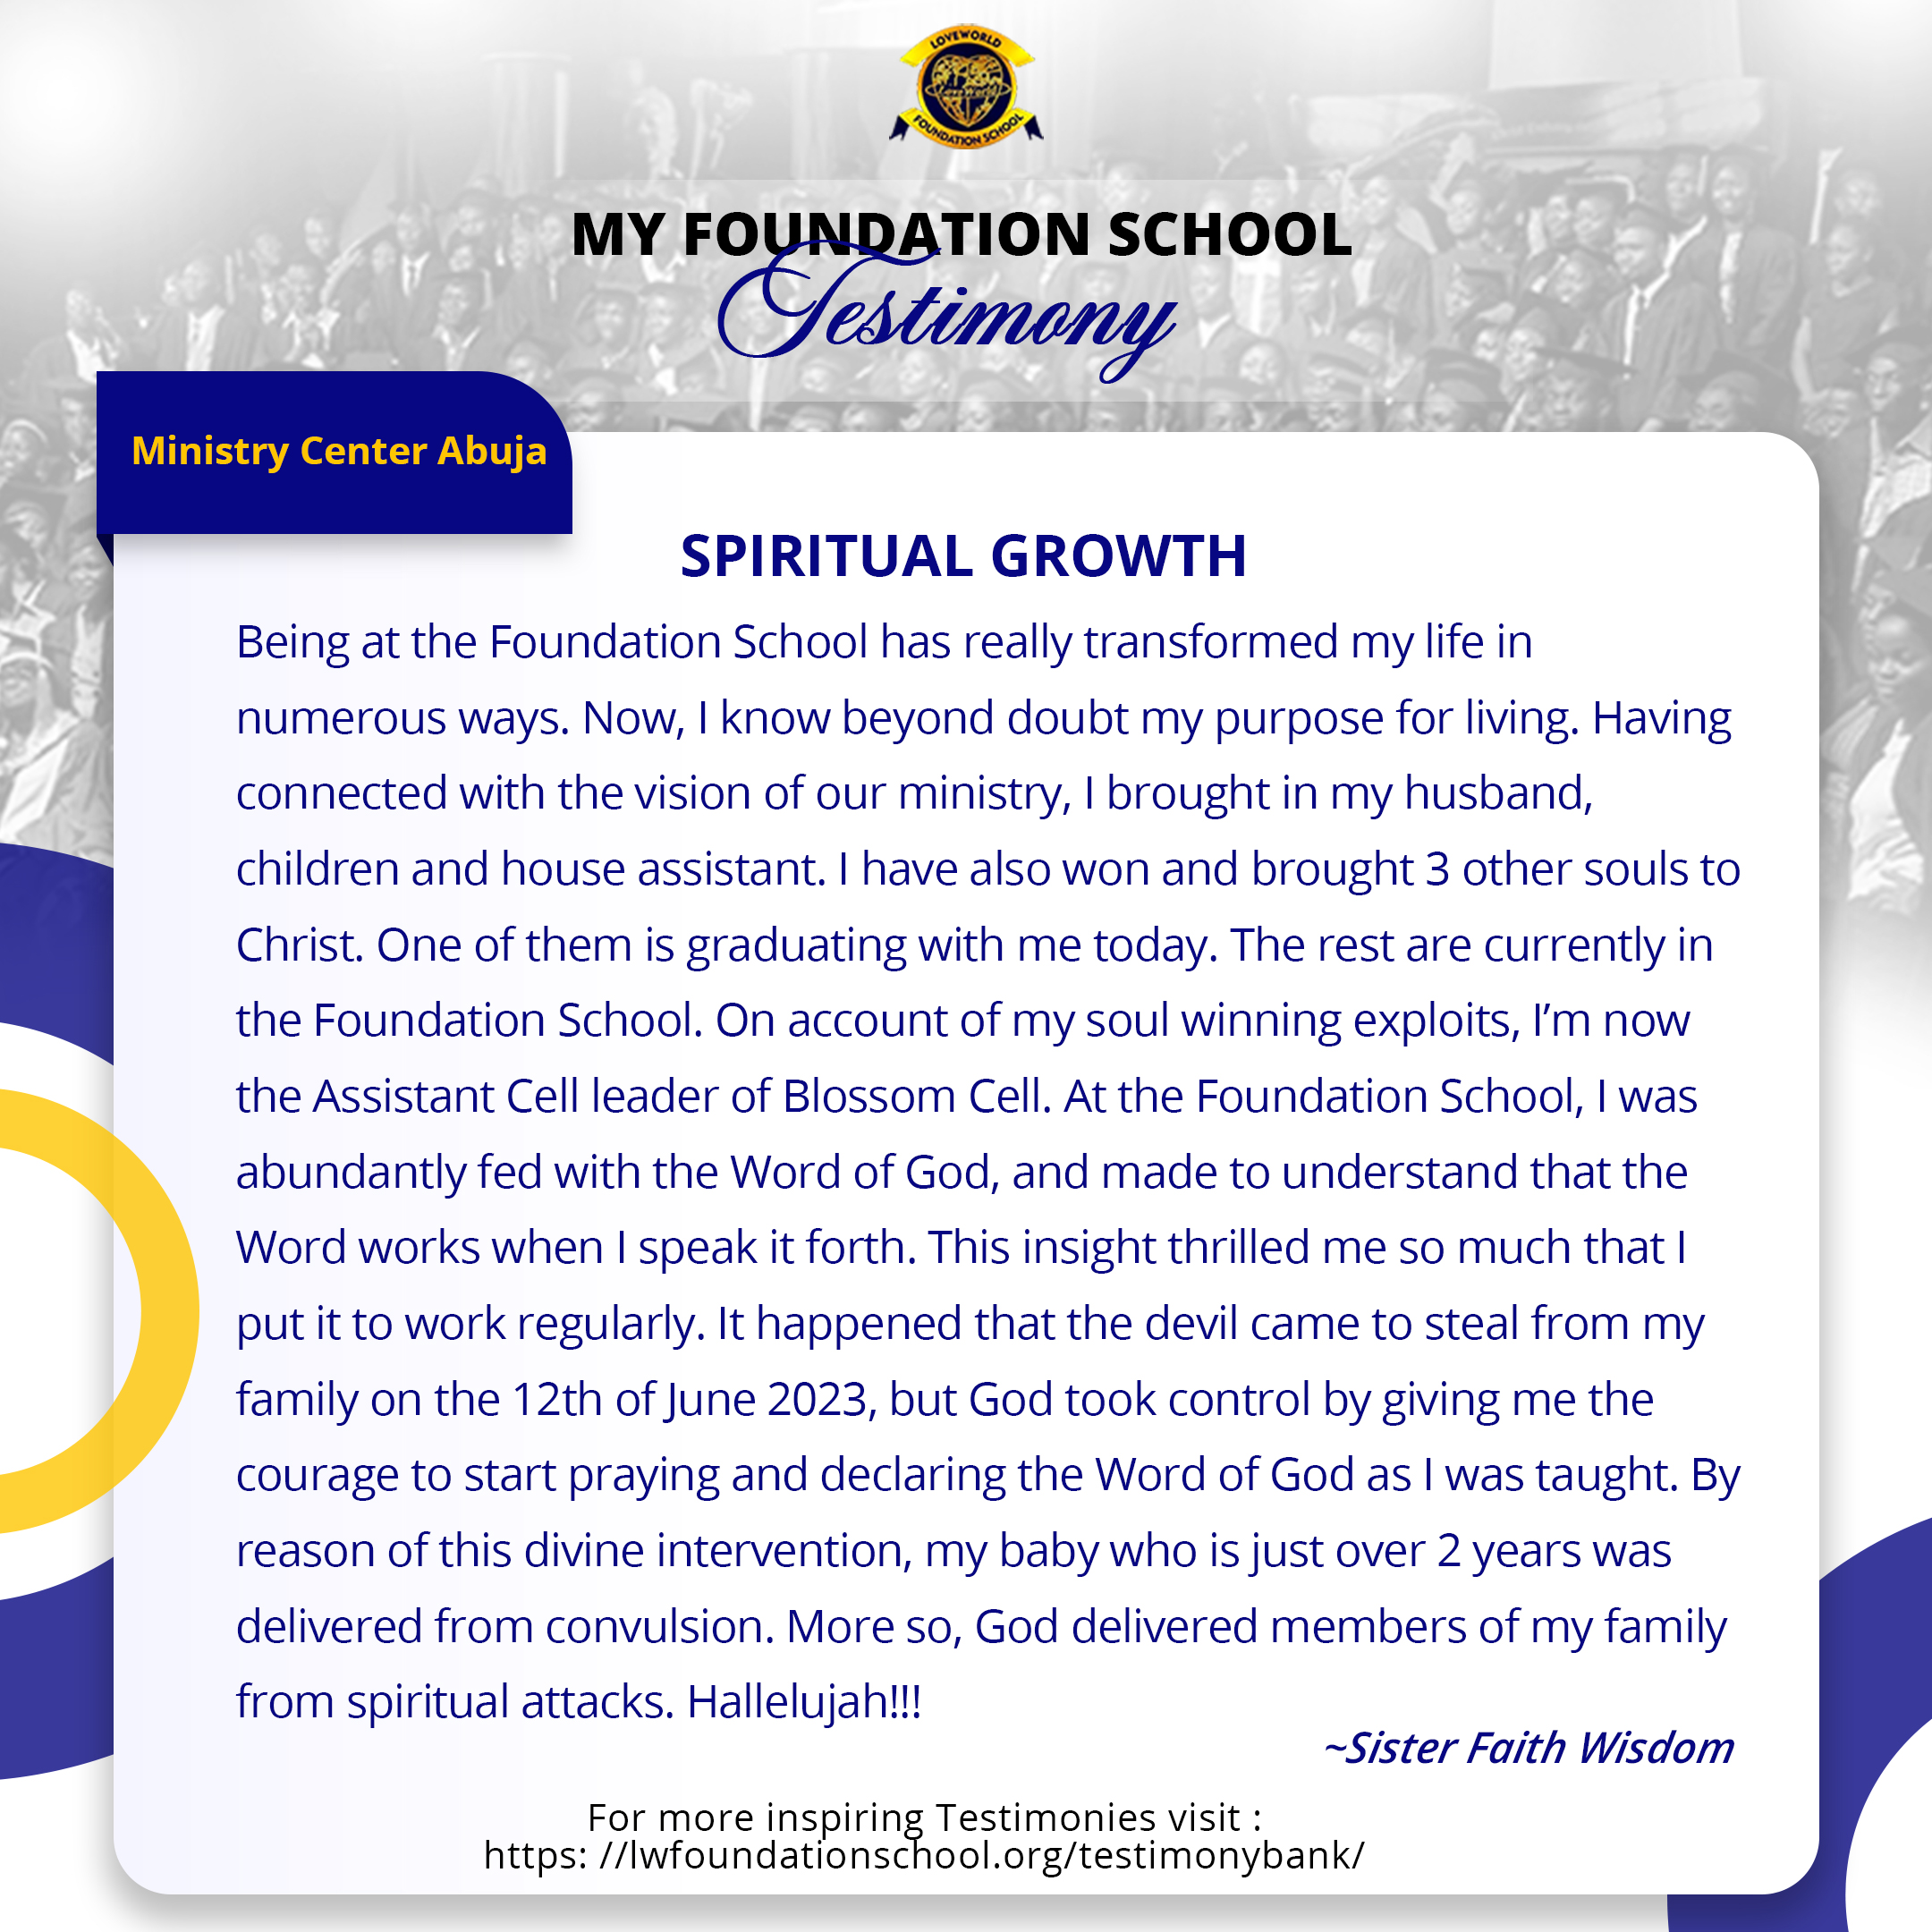 LOVEWORLD
LoveWorld
FOUNDATION SCHOOL
MY FOUNDATION SCHOOL
Testimony
Ministry Center Abuja
SPIRITUAL GROWTH
Being at the Foundation School has really transformed my life in
numerous ways. Now, I know beyond doubt my purpose for living. Having
connected with the vision of our ministry, I brought in my husband,
children and house assistant. I have also won and brought 3 other souls to
Christ. One of them is graduating with me today. The rest are currently in
the Foundation School. On account of my soul winning exploits, I’m now
the Assistant Cell leader of Blossom Cell. At the Foundation School, I was
abundantly fed with the Word of God, and made to understand that the
Word works when I speak it forth. This insight thrilled me so much that I
put it to work regularly. It happened that the devil came to steal from my
family on the 12th of June 2023, but God took control by giving me the
courage to start praying and declaring the Word of God as I was taught. By
reason of this divine intervention, my baby who is just over 2 years was
delivered from convulsion. More so, God delivered members of my family
from spiritual attacks. Hallelujah!!!
~Sister Faith Wisdom
For more inspiring Testimonies visit :
https: //lwfoundationschool.org/testimonybank/